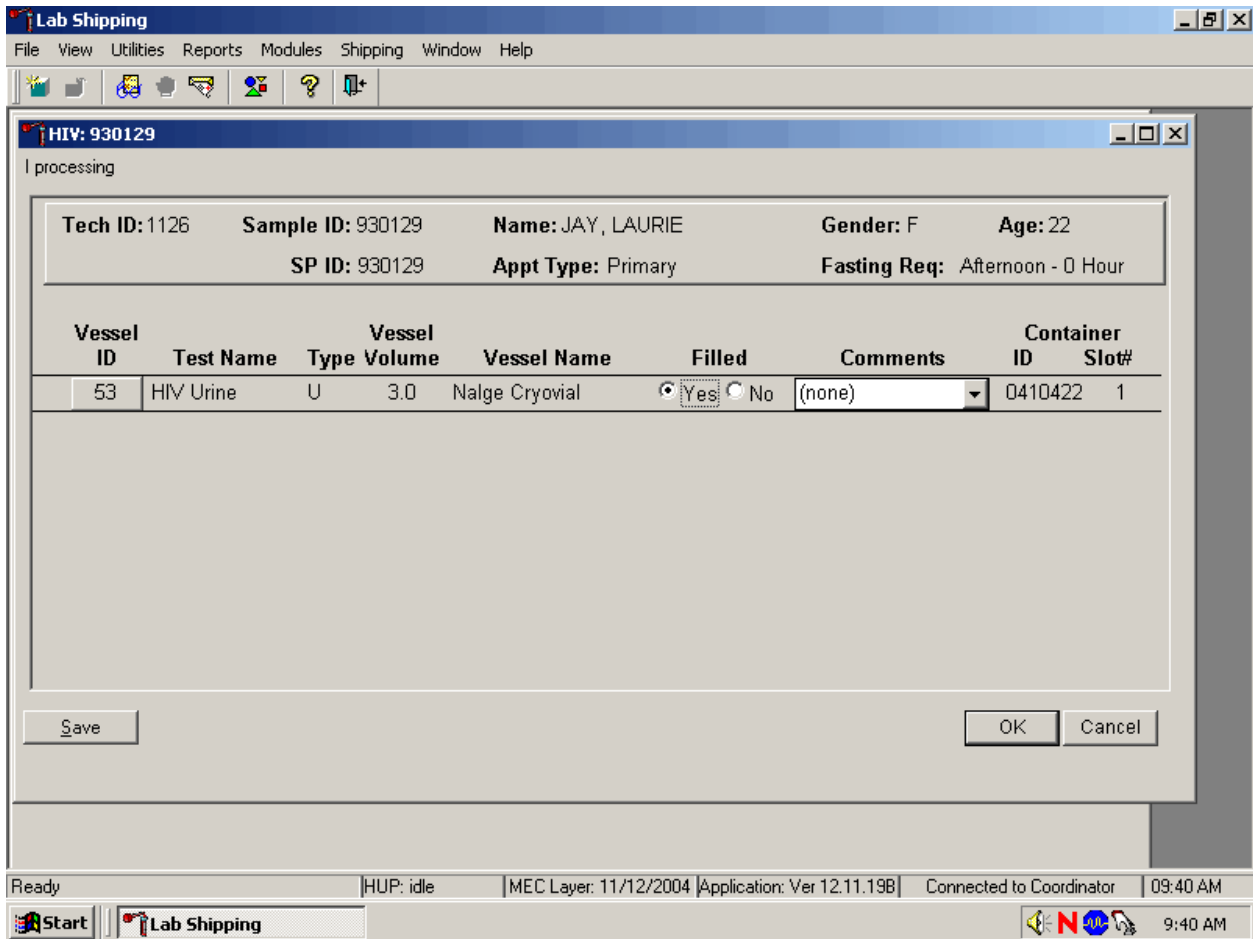 Lab Shipping
File View Utilities Reports Modules Shipping Window Help
HIV: 930129
I processing
Tech ID: 1126 Sample ID: 930129 Name: JAY, LAURIE Gender: F Age: 22
SP ID: 930129 Appt Type: Primary Fasting Req: Afternoon - 0 Hour
Vessel Vessel Container
ID Test Name Type Volume Vessel Name Filled Comments ID Slot#
53 HIV Urine U 3.0 Nalge Cryovial Yes No (none) 0410422 1
Save OK Cancel
Ready HUP: idle MEC Layer: 11/12/2004 Application: Ver 12.11.19B Connected to Coordinator 09:40 AM
Start Lab Shipping N 9:40 AM